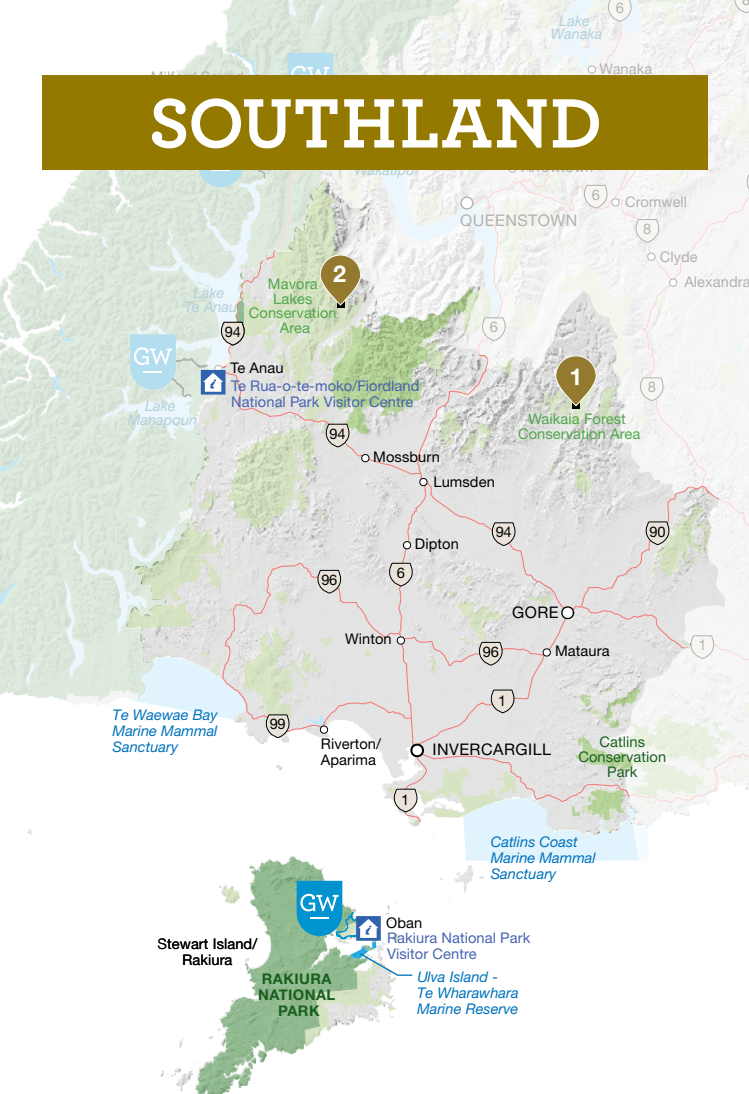 6
Lake
Wanaka
Wanaka
GW
SOUTHLAND
6
Cromwell
QUEENSTOWN
8
Clyde
Alexandra
Lake
Te Anau
Mavora
Lakes
Conservation
Area
2
94
6
GW
Te Anau
Te Rua-o-te-moko/Fiordland
National Park Visitor Centre
1
8
Lake
Manapouri
Waikaia Forest
Conservation Area
94
Mossburn
Lumsden
94
90
Dipton
96
6
GORE
Winton
96
Mataura
1
1
Te Waewae Bay
Marine Mammal
Sanctuary
99
Riverton/
Aparima
INVERCARGILL
Catlins
Conservation
Park
1
Catlins Coast
Marine Mammal
Sanctuary
GW
Oban
Rakiura National Park
Visitor Centre
Stewart Island/
Rakiura
RAKIURA
NATIONAL
PARK
Ulva Island -
Te Wharawhara
Marine Reserve